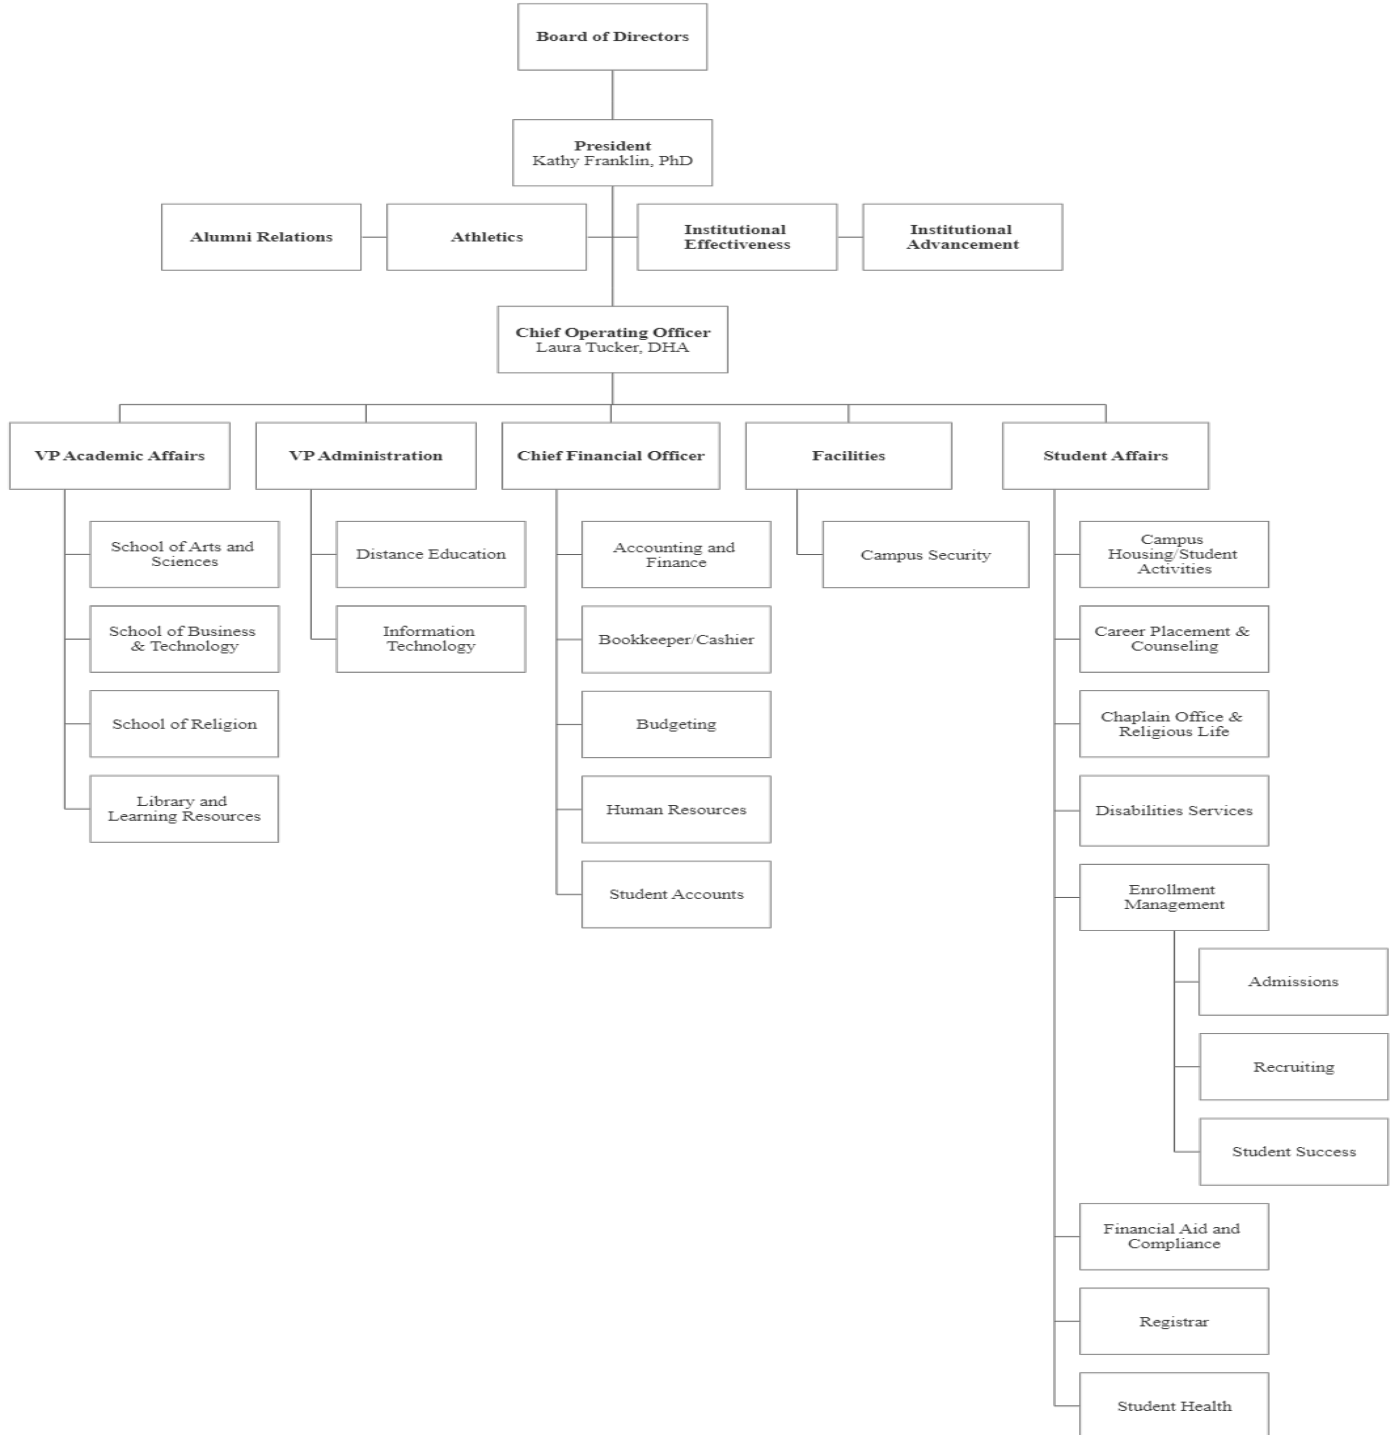 Board of Directors
President
Kathy Franklin, PhD
Alumni Relations
Athletics
Institutional
Effectiveness
Institutional
Advancement
Chief Operating Officer
Laura Tucker, DHA
VP Academic Affairs
VP Administration
Chief Financial Officer
Facilities
Student Affairs
School of Arts and
Sciences
School of Business
& Technology
School of Religion
Library and
Learning Resources
Distance Education
Information
Technology
Accounting and
Finance
Bookkeeper/Cashier
Budgeting
Human Resources
Student Accounts
Campus Security
Campus
Housing/Student
Activities
Career Placement &
Counseling
Chaplain Office &
Religious Life
Disabilities Services
Enrollment
Management
Admissions
Recruiting
Student Success
Financial Aid and
Compliance
Registrar
Student Health